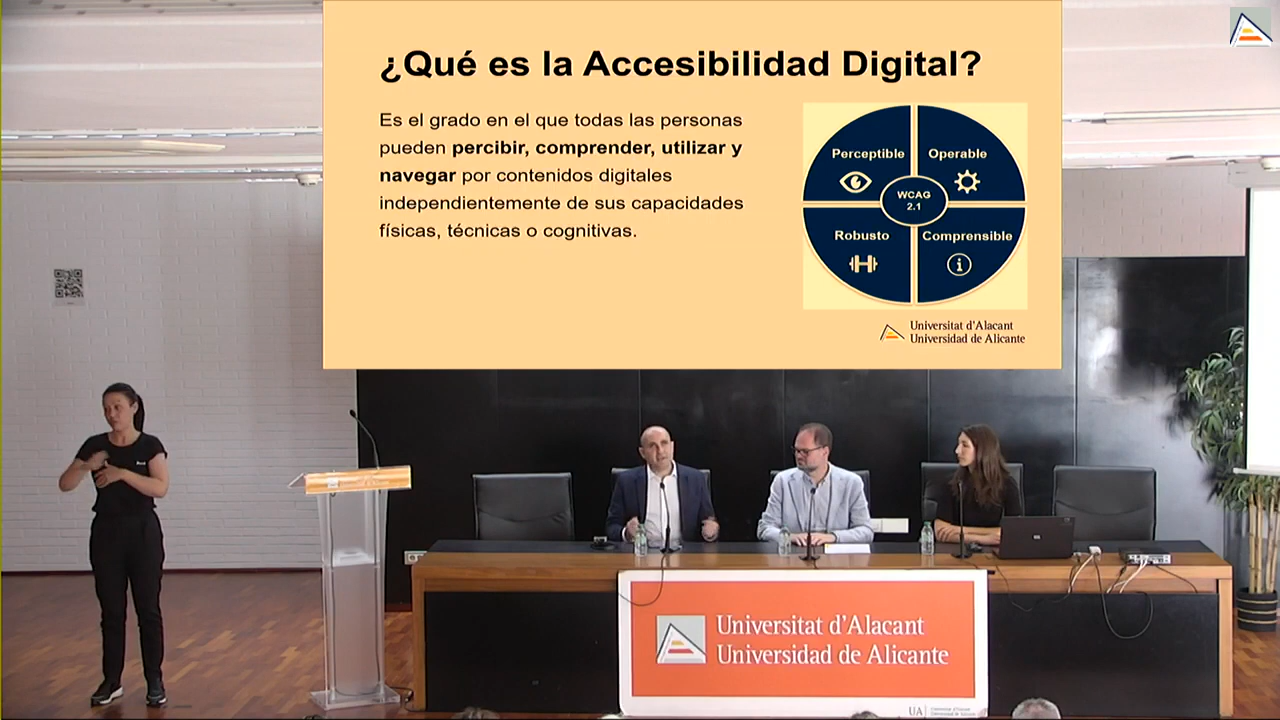 ¿Qué es la Accesibilidad Digital?
Es el grado en el que todas las personas
pueden percibir, comprender, utilizar y
navegar por contenidos digitales
independientemente de sus capacidades
físicas, técnicas o cognitivas.
Perceptible
Operable
WCAG
2.1
Robusto
Comprensible
Universitat d'Alacant
Universidad de Alicante
Universitat d'Alacant
Universidad de Alicante
UA